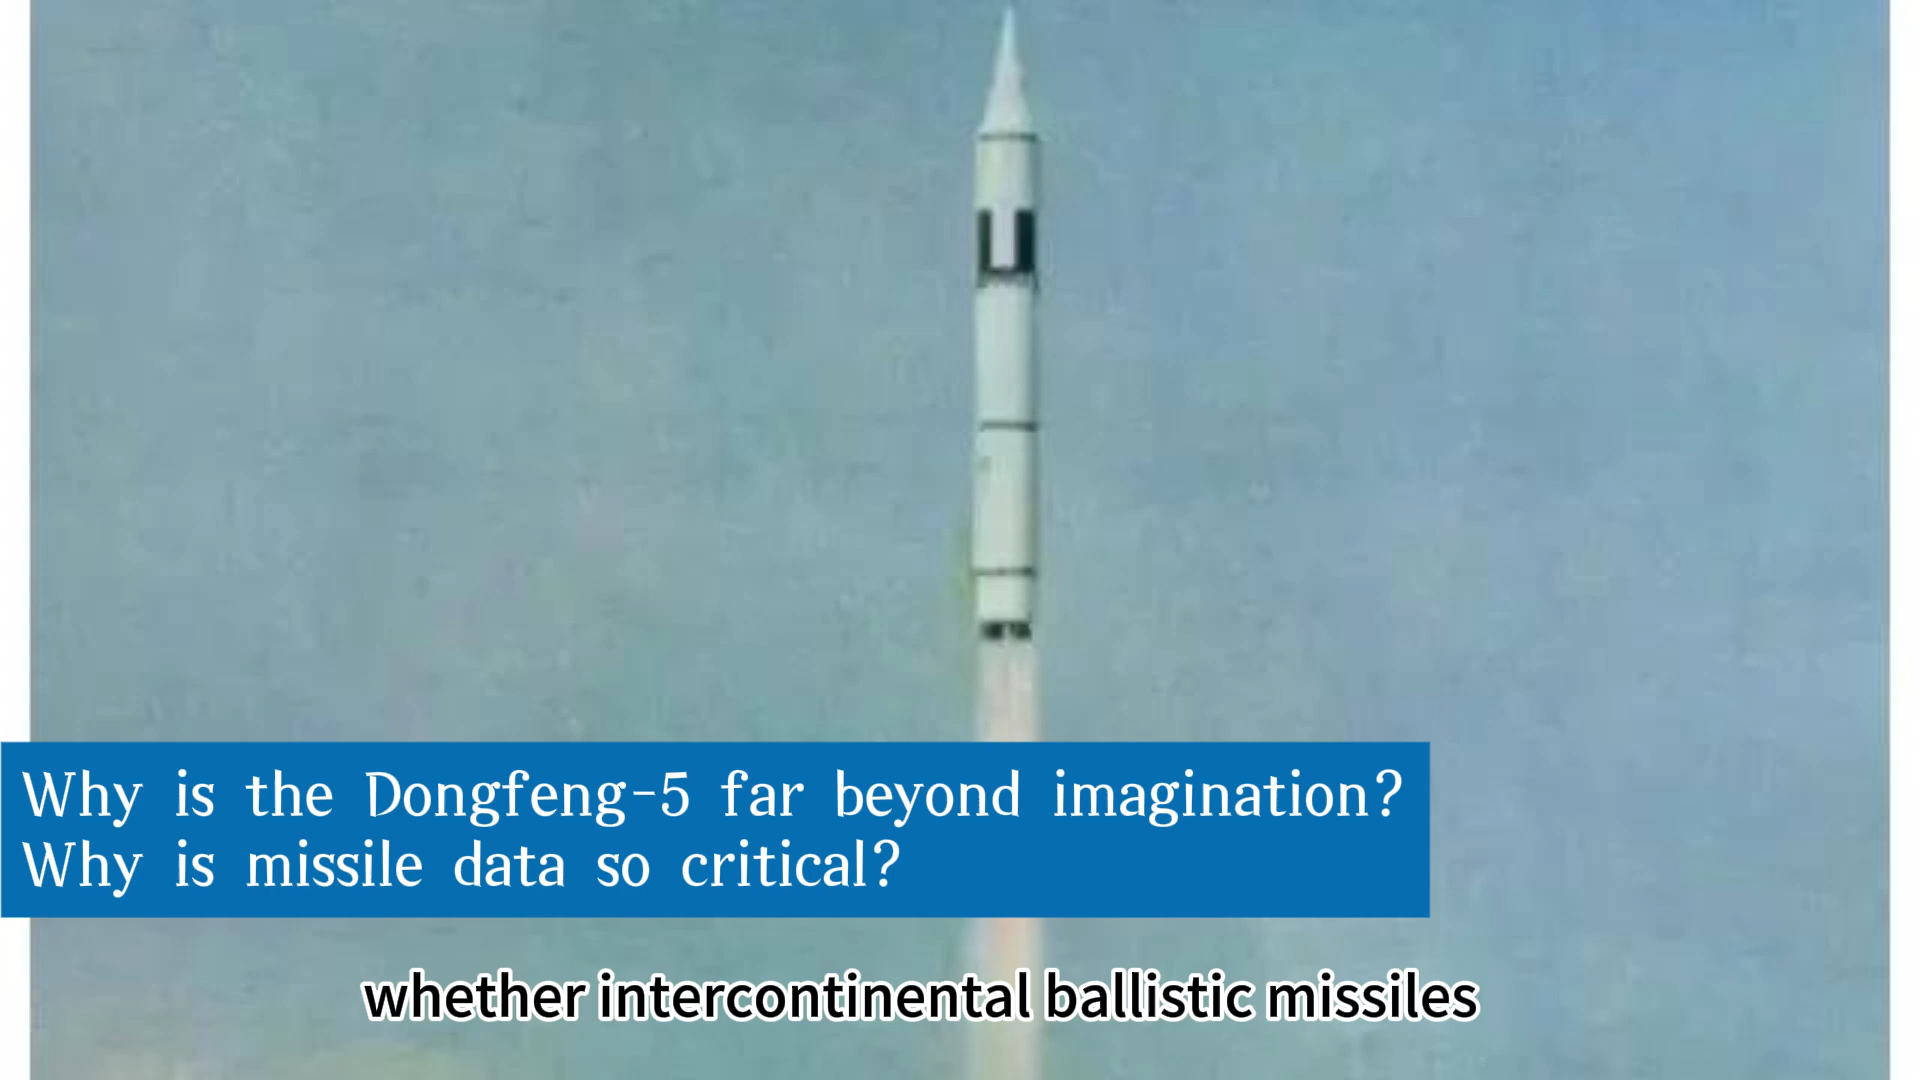 Why is the Dongfeng-5 far beyond imagination?
Why is missile data so critical?
whether intercontinental ballistic missiles